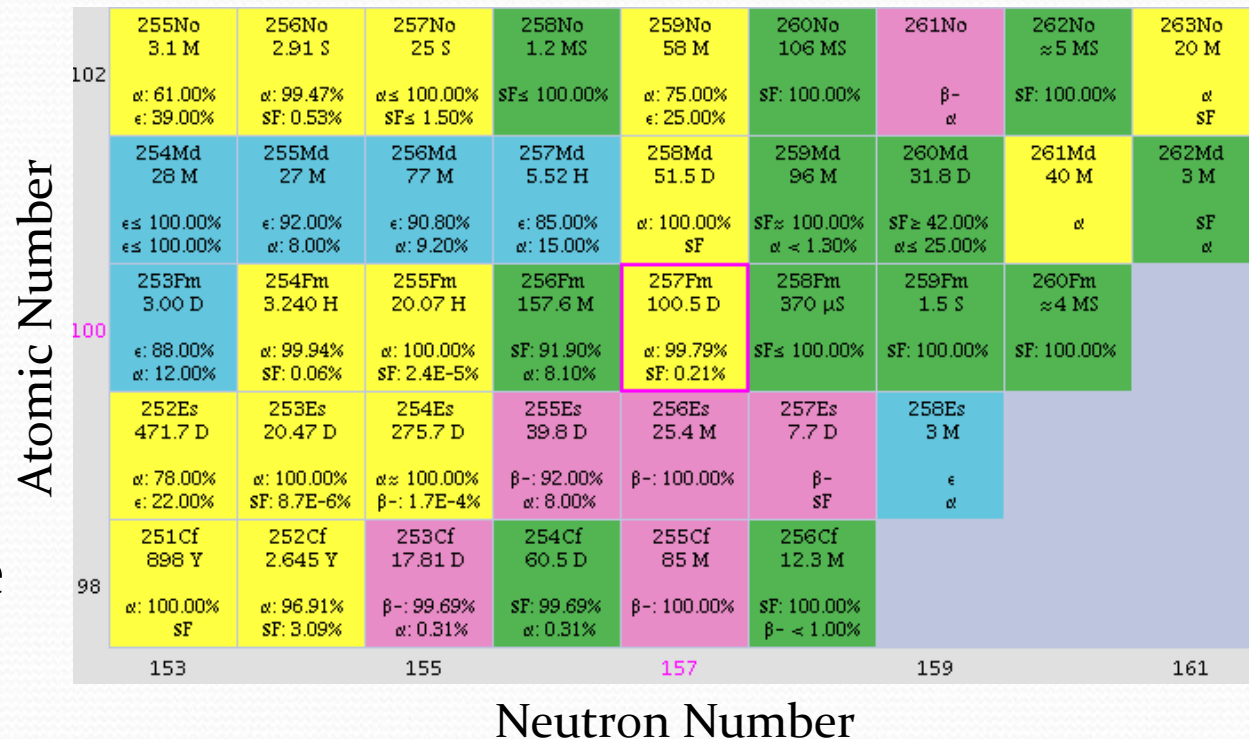 255No 256No 257No 258No 259No 260No 261No 262No 263No
3.1 M 2.91 S 25 S 1.2 MS 58 M 106 MS ≈5 MS 20 M
102
α: 61.00% α: 99.47% α≤ 100.00% SF≤ 100.00% α: 75.00% SF: 100.00% β- SF: 100.00% α
ε: 39.00% SF: 0.53% SF≤ 1.50% ε: 25.00% α SF
254Md 255Md 256Md 257Md 258Md 259Md 260Md 261Md 262Md
28 M 27 M 77 M 5.52 H 51.5 D 96 M 31.8 D 40 M 3 M
ε≤ 100.00% ε: 92.00% ε: 90.80% ε: 85.00% α: 100.00% SF≈ 100.00% SF≥ 42.00% α SF
ε≤ 100.00% α: 8.00% α: 9.20% α: 15.00% SF α < 1.30% α≤ 25.00% α
253Fm 254Fm 255Fm 256Fm 257Fm 258Fm 259Fm 260Fm
3.00 D 3.240 H 20.07 H 157.6 M 100.5 D 370 μS 1.5 S ≈4 MS
100
ε: 88.00% α: 99.94% α: 100.00% SF: 91.90% α: 99.79% SF≤ 100.00% SF: 100.00% SF: 100.00%
α: 12.00% SF: 0.06% SF: 2.4E-5% α: 8.10% SF: 0.21%
252Es 253Es 254Es 255Es 256Es 257Es 258Es
471.7 D 20.47 D 275.7 D 39.8 D 25.4 M 7.7 D 3 M
α: 78.00% α: 100.00% α≈ 100.00% β-: 92.00% β-: 100.00% β- ε
ε: 22.00% SF: 8.7E-6% β-: 1.7E-4% α: 8.00% SF α
251Cf 252Cf 253Cf 254Cf 255Cf 256Cf
898 Y 2.645 Y 17.81 D 60.5 D 85 M 12.3 M
98
α: 100.00% α: 96.91% β-: 99.69% SF: 99.69% β-: 100.00% SF: 100.00%
SF SF: 3.09% α: 0.31% α: 0.31% β- < 1.00%
153 155 157 159 161
Atomic Number
Neutron Number